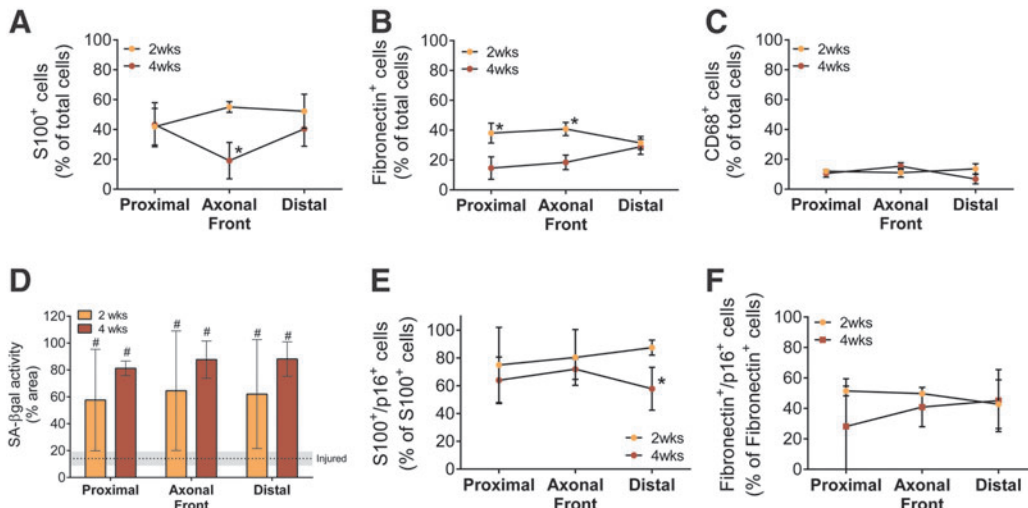 A
S100+ cells
(% of total cells)
100
80
60
40
20
0
2wks
4wks
*
Proximal Axonal Distal
Front
B
Fibronectin+ cells
(% of total cells)
100
80
60
40
20
0
2wks
4wks
* *
Proximal Axonal Distal
Front
C
CD68+ cells
(% of total cells)
100
80
60
40
20
0
2wks
4wks
Proximal Axonal Distal
Front
D
SA-βgal activity
(% area)
120
100
80
60
40
20
0
2 wks
4 wks
# # # # # #
Injured
Proximal Axonal Distal
Front
E
S100+/p16+ cells
(% of S100+)
100
80
60
40
20
0
*
2wks
4wks
Proximal Axonal Distal
Front
F
Fibronectin+/p16+ cells
(% of Fibronectin+ cells)
100
80
60
40
20
0
2wks
4wks
Proximal Axonal Distal
Front